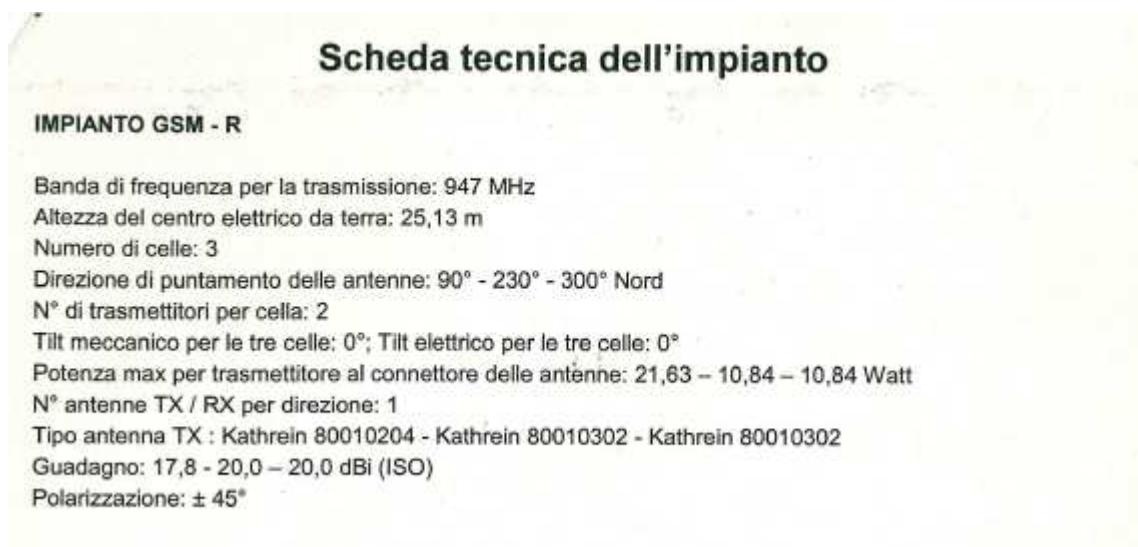 Scheda tecnica dell'impianto
IMPIANTO GSM - R
Banda di frequenza per la trasmissione: 947 MHz
Altezza del centro elettrico da terra: 25,13 m
Numero di celle: 3
Direzione di puntamento delle antenne: 90° - 230° - 300° Nord
N° di trasmettitori per cella: 2
Tilt meccanico per le tre celle: 0°; Tilt elettrico per le tre celle: 0°
Potenza max per trasmettitore al connettore delle antenne: 21,63 – 10,84 – 10,84 Watt
N° antenne TX / RX per direzione: 1
Tipo antenna TX : Kathrein 80010204 - Kathrein 80010302 - Kathrein 80010302
Guadagno: 17,8 - 20,0 – 20,0 dBi (ISO)
Polarizzazione: ± 45°